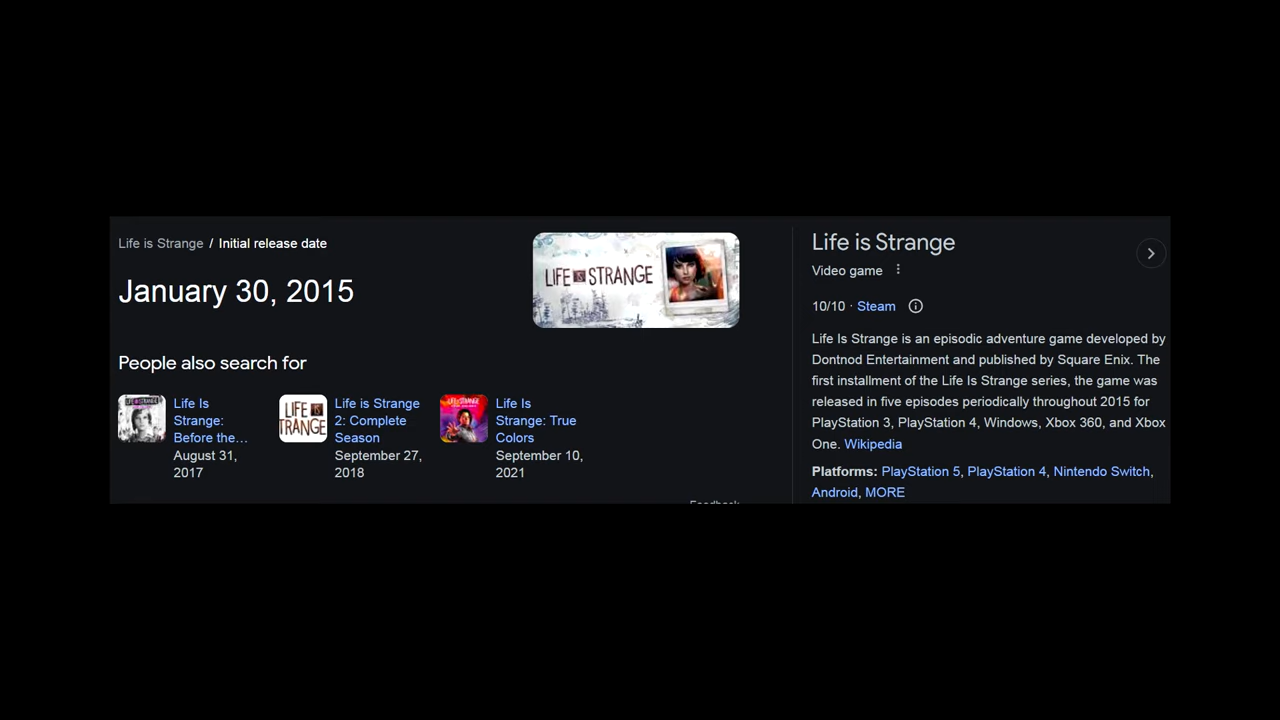 Life is Strange / Initial release date
January 30, 2015
LIFE IS STRANGE
People also search for
Life Is
Strange:
Before the...
August 31,
2017
LIFE IS
TRANGE
Life is Strange
2: Complete
Season
September 27,
2018
Life Is
Strange: True
Colors
September 10,
2021
Life is Strange
Video game
10/10 · Steam
Life Is Strange is an episodic adventure game developed by
Dontnod Entertainment and published by Square Enix. The
first installment of the Life Is Strange series, the game was
released in five episodes periodically throughout 2015 for
PlayStation 3, PlayStation 4, Windows, Xbox 360, and Xbox
One. Wikipedia
Platforms: PlayStation 5, PlayStation 4, Nintendo Switch,
Android, MORE